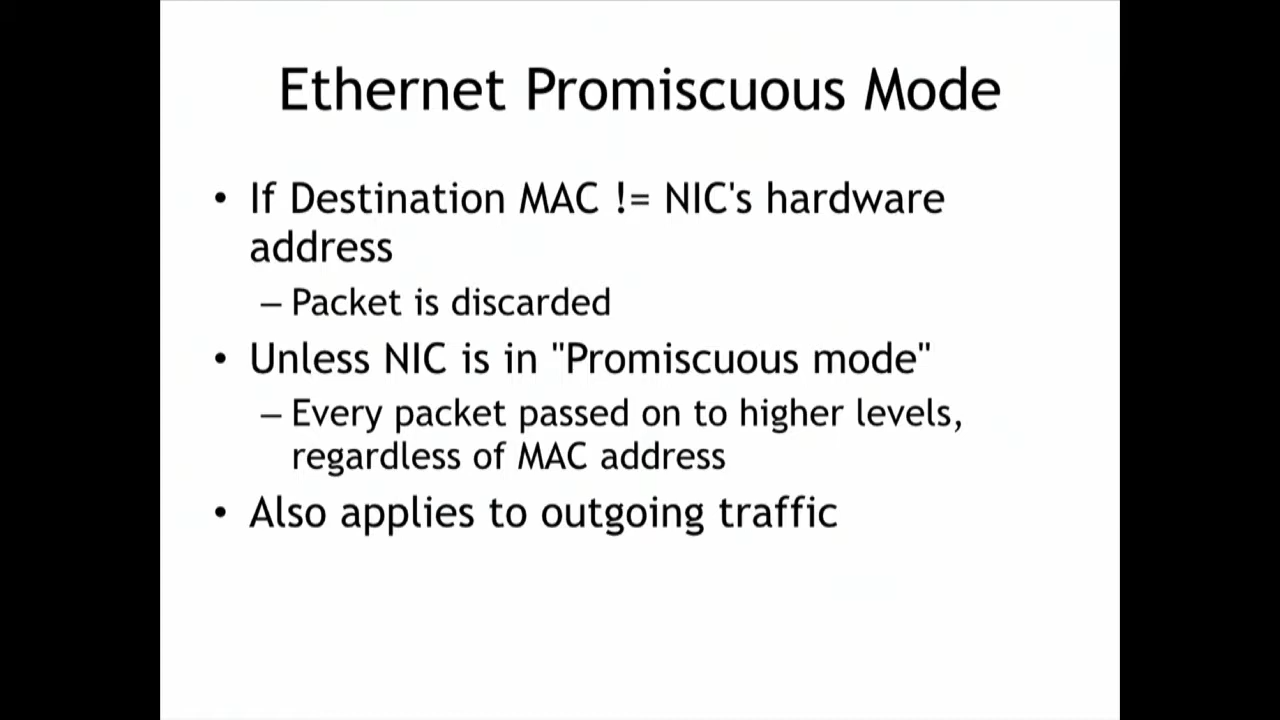 Ethernet Promiscuous Mode
• If Destination MAC != NIC's hardware
address
– Packet is discarded
• Unless NIC is in "Promiscuous mode"
– Every packet passed on to higher levels,
regardless of MAC address
• Also applies to outgoing traffic